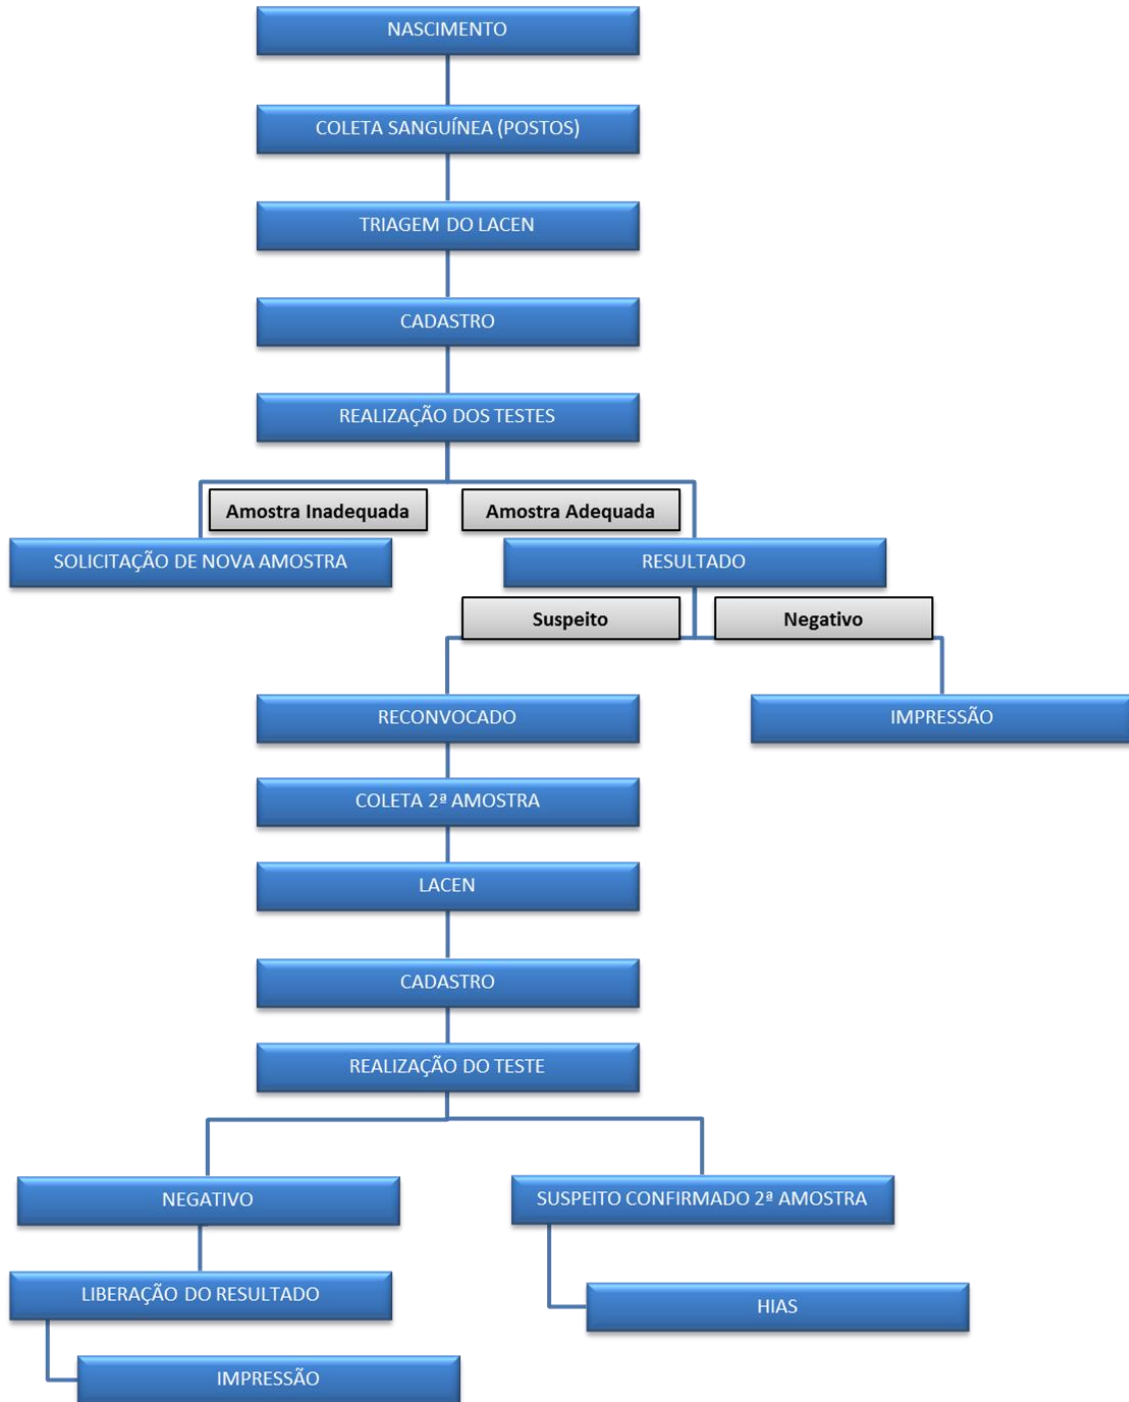 NASCIMENTO
COLETA SANGUÍNEA (POSTOS)
TRIAGEM DO LACEN
CADASTRO
REALIZAÇÃO DOS TESTES
Amostra Inadequada
Amostra Adequada
SOLICITAÇÃO DE NOVA AMOSTRA
RESULTADO
Suspeito
Negativo
RECONVOCADO
IMPRESSÃO
COLETA 2ª AMOSTRA
LACEN
CADASTRO
REALIZAÇÃO DO TESTE
NEGATIVO
SUSPEITO CONFIRMADO 2ª AMOSTRA
LIBERAÇÃO DO RESULTADO
HIAS
IMPRESSÃO